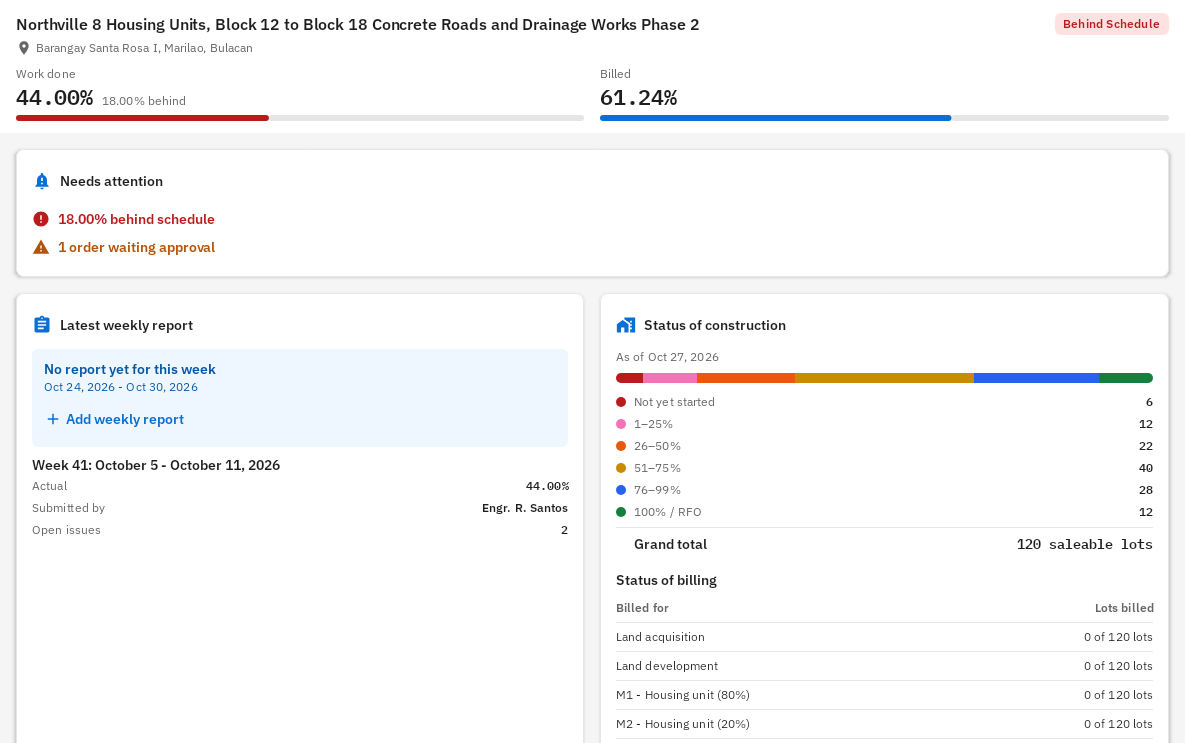 Northville 8 Housing Units, Block 12 to Block 18 Concrete Roads and Drainage Works Phase 2
Behind Schedule
Barangay Santa Rosa I, Marilao, Bulacan
Work done
44.00% 18.00% behind
Billed
61.24%
Needs attention
18.00% behind schedule
1 order waiting approval
Latest weekly report
No report yet for this week
Oct 24, 2026 - Oct 30, 2026
Add weekly report
Week 41: October 5 - October 11, 2026
Actual 44.00%
Submitted by Engr. R. Santos
Open issues 2
Status of construction
As of Oct 27, 2026
Not yet started 6
1–25% 12
26–50% 22
51–75% 40
76–99% 28
100% / RFO 12
Grand total 120 saleable lots
Status of billing
Billed for Lots billed
Land acquisition 0 of 120 lots
Land development 0 of 120 lots
M1 - Housing unit (80%) 0 of 120 lots
M2 - Housing unit (20%) 0 of 120 lots